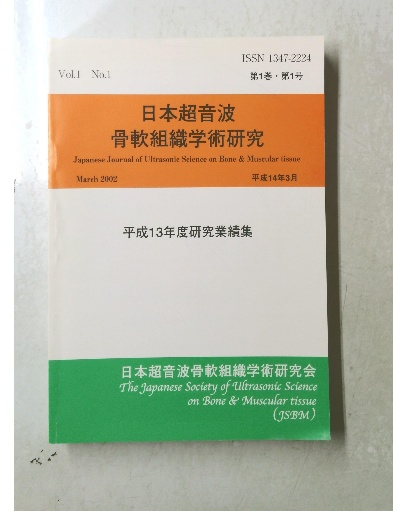 ISSN 1347-2224
Vol.1 No.1 第1巻・第1号
日本超音波
骨軟組織学術研究
Japanese Journal of Ultrasonic Science on Bone & Muscular tissue
March 2002 平成14年3月
平成13年度研究業績集
日本超音波骨軟組織学術研究会
The Japanese Society of Ultrasonic Science
on Bone & Muscular tissue
(JSBM)